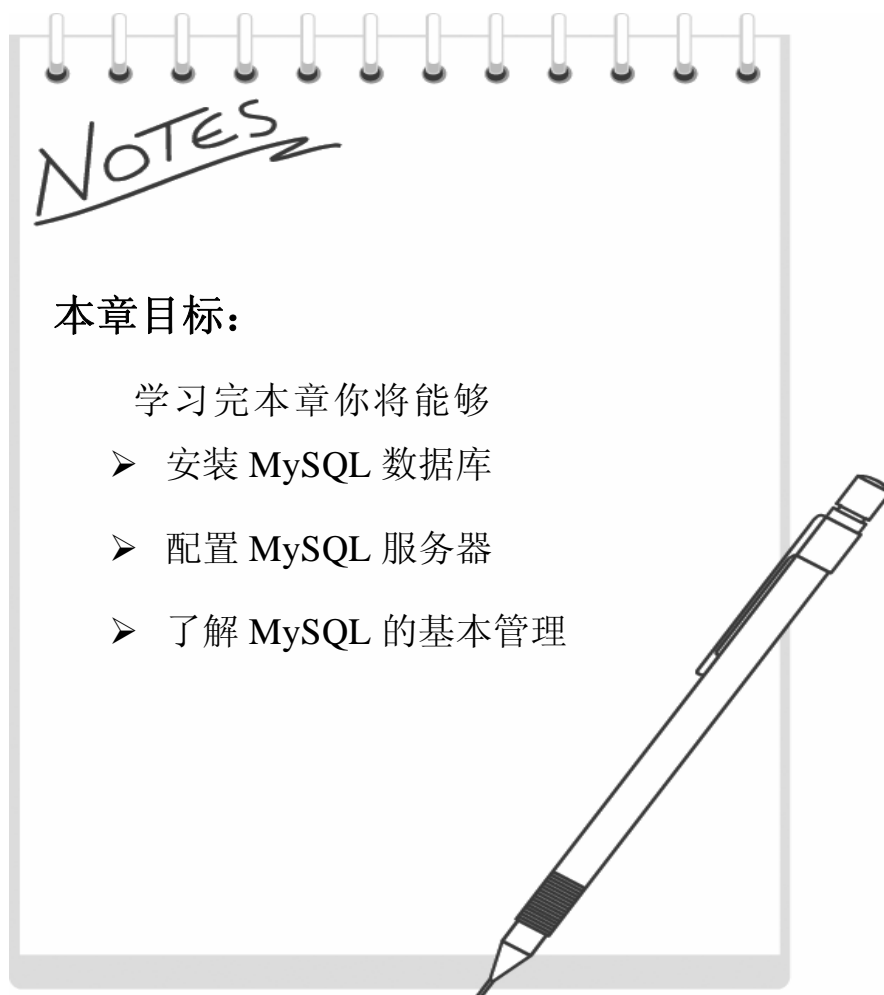 NOTES
本章目标：
学习完本章你将能够
➢ 安装 MySQL 数据库
➢ 配置 MySQL 服务器
➢ 了解 MySQL 的基本管理